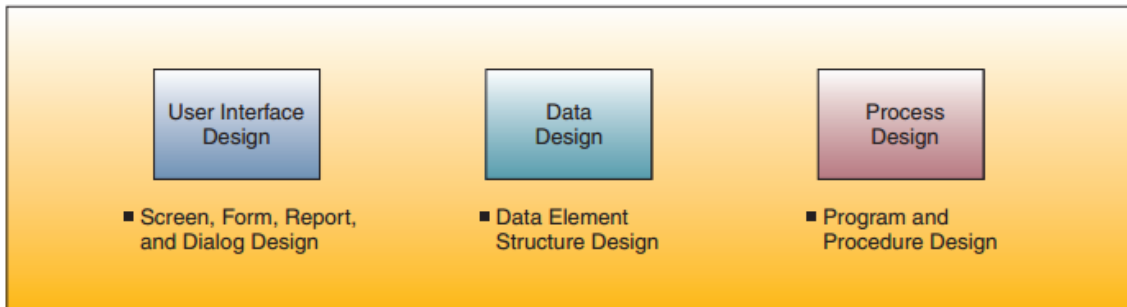 User Interface
Design
Data
Design
Process
Design
■ Screen, Form, Report,
and Dialog Design
■ Data Element
Structure Design
■ Program and
Procedure Design